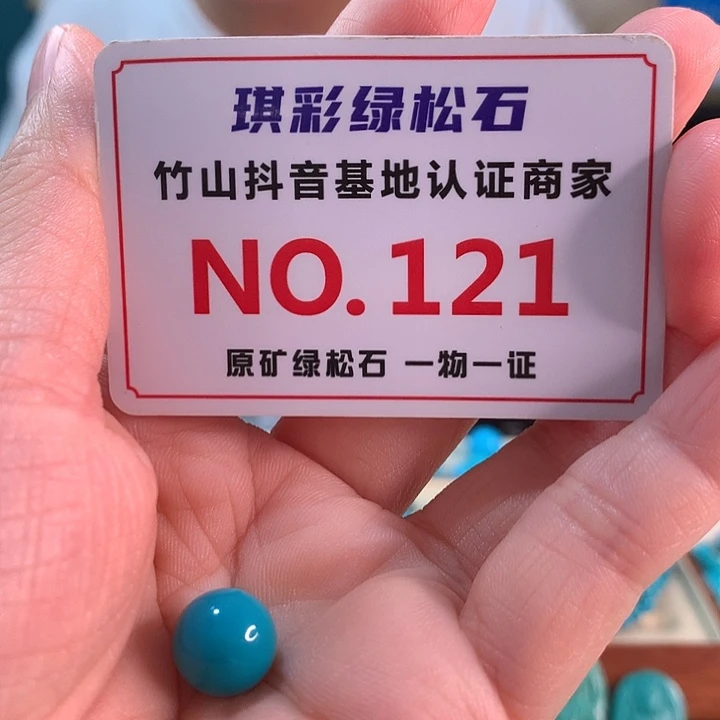 琪彩绿松石
竹山抖音基地认证商家
NO.121
原矿绿松石 一物一证